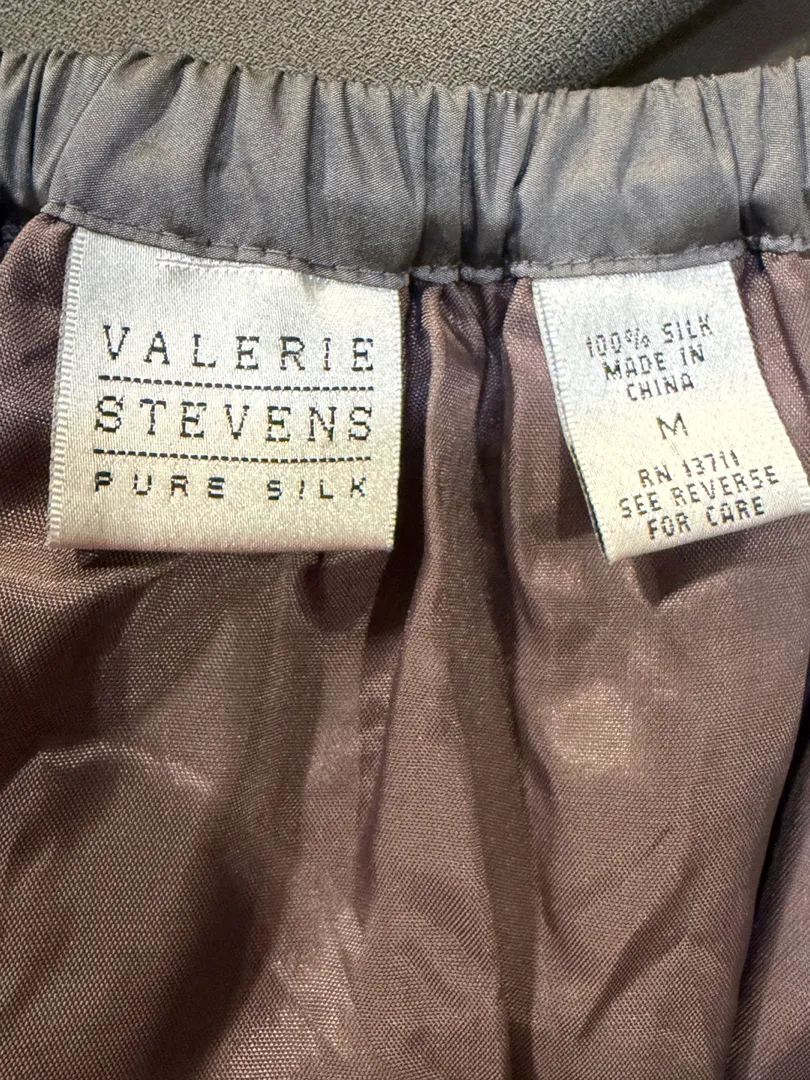 VALERIE
STEVENS
PURE SILK
100% SILK
MADE IN
CHINA
M
RN 13711
SEE REVERSE
FOR CARE